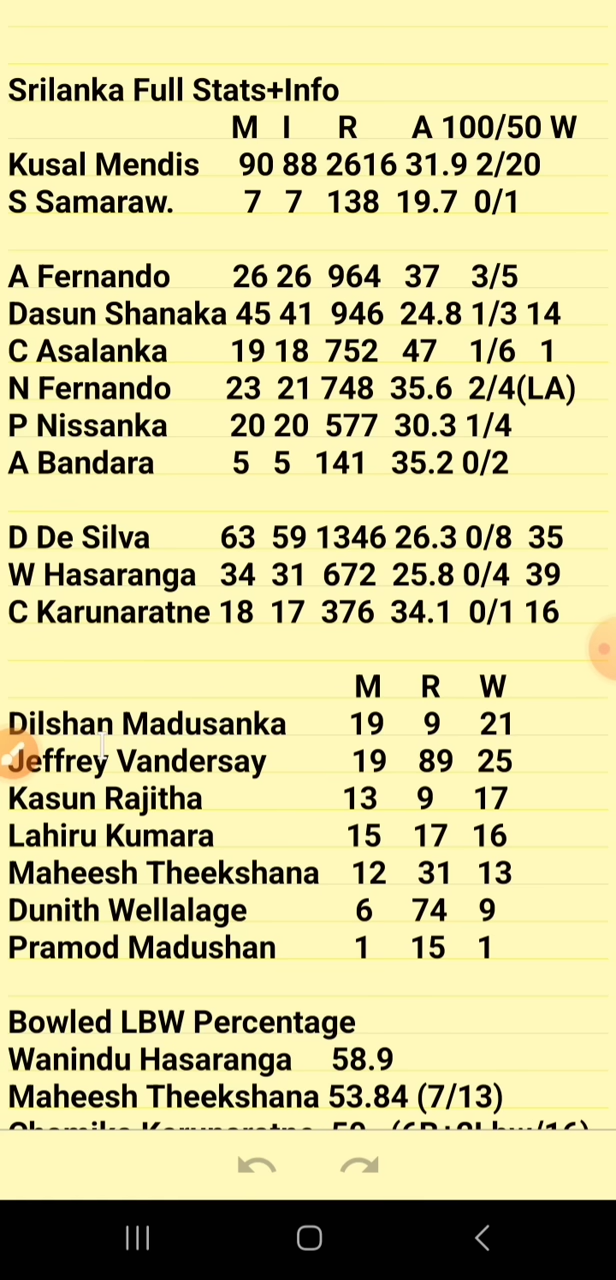 Srilanka Full Stats+Info
M I R A 100/50 W
Kusal Mendis 90 88 2616 31.9 2/20
S Samaraw. 7 7 138 19.7 0/1
A Fernando 26 26 964 37 3/5
Dasun Shanaka 45 41 946 24.8 1/3 14
C Asalanka 19 18 752 47 1/6 1
N Fernando 23 21 748 35.6 2/4(LA)
P Nissanka 20 20 577 30.3 1/4
A Bandara 5 5 141 35.2 0/2
D De Silva 63 59 1346 26.3 0/8 35
W Hasaranga 34 31 672 25.8 0/4 39
C Karunaratne 18 17 376 34.1 0/1 16
M R W
Dilshan Madusanka 19 9 21
Jeffrey Vandersay 19 89 25
Kasun Rajitha 13 9 17
Lahiru Kumara 15 17 16
Maheesh Theekshana 12 31 13
Dunith Wellalage 6 74 9
Pramod Madushan 1 15 1
Bowled LBW Percentage
Wanindu Hasaranga 58.9
Maheesh Theekshana 53.84 (7/13)